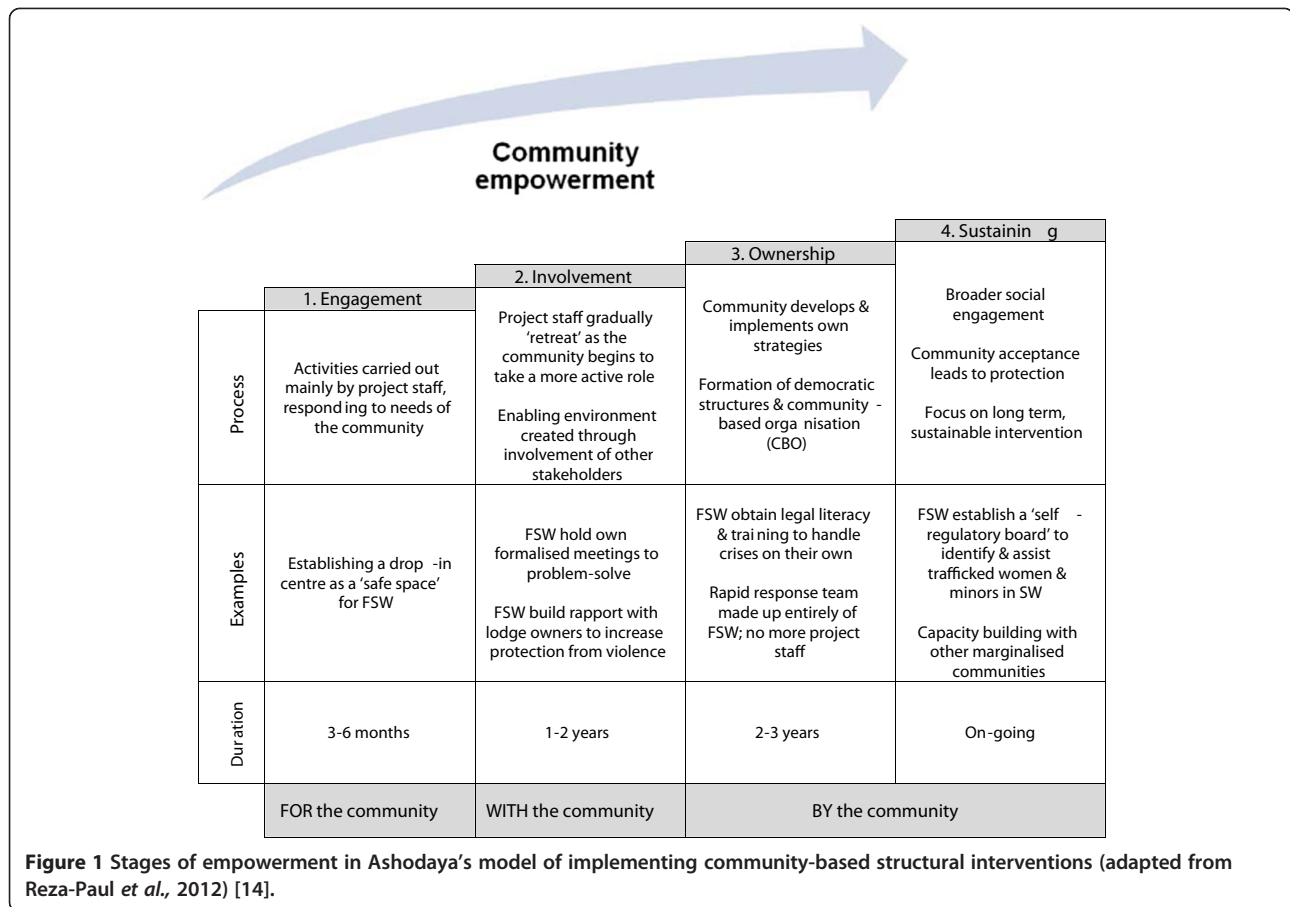 Community
empowerment
1. Engagement
2. Involvement
3. Ownership
4. Sustainin g
Process
Activities carried out
mainly by project staff,
respond ing to needs of
the community
Project staff gradually
‘retreat’ as the
community begins to
take a more active role
Enabling environment
created through
involvement of other
stakeholders
Community develops &
implements own
strategies
Formation of democratic
structures & community -
based orga nisation
(CBO)
Broader social
engagement
Community acceptance
leads to protection
Focus on long term,
sustainable intervention
Examples
Establishing a drop -in
centre as a ‘safe space’
for FSW
FSW hold own
formalised meetings to
problem-solve
FSW build rapport with
lodge owners to increase
protection from violence
FSW obtain legal literacy
& trai ning to handle
crises on their own
Rapid response team
made up entirely of
FSW; no more project
staff
FSW establish a ‘self -
regulatory board’ to
identify & assist
trafficked women &
minors in SW
Capacity building with
other marginalised
communities
Duration
3-6 months
1-2 years
2-3 years
On-going
FOR the community
WITH the community
BY the community
Figure 1 Stages of empowerment in Ashodaya’s model of implementing community-based structural interventions (adapted from
Reza-Paul et al., 2012) [14].